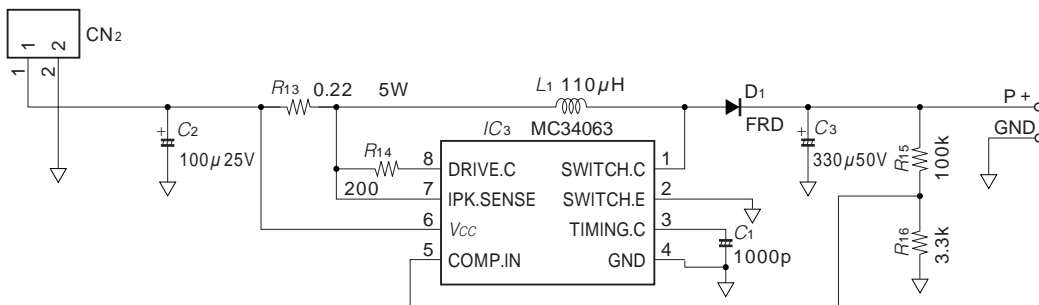 CN2
1 2
1 2
R13 0.22 5W
L1 110μH
D1
FRD
P+
GND
+ C2
100μ25V
IC3 MC34063
+ C3
330μ50V
R14
200
R15
100k
R16
3.3k
8 DRIVE.C SWITCH.C 1
7 IPK.SENSE SWITCH.E 2
6 VCC TIMING.C 3
5 COMP.IN GND 4
C1
1000p